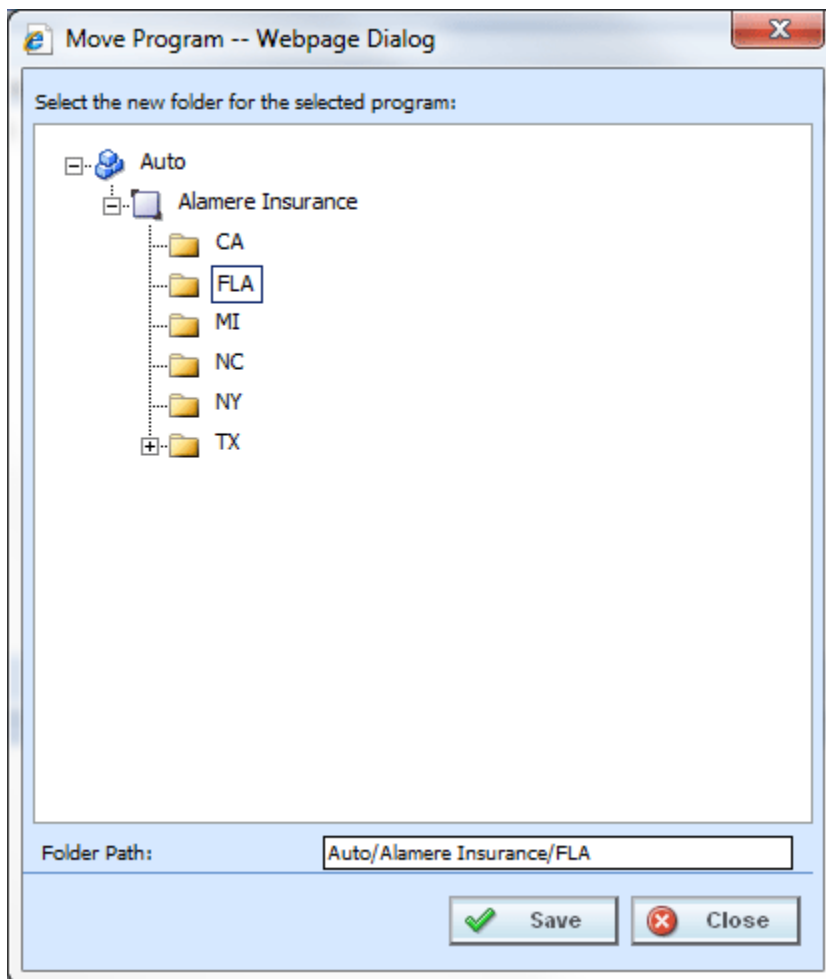 Move Program -- Webpage Dialog
Select the new folder for the selected program:
Auto
Alamere Insurance
CA
FLA
MI
NC
NY
TX
Folder Path: Auto/Alamere Insurance/FLA
Save Close